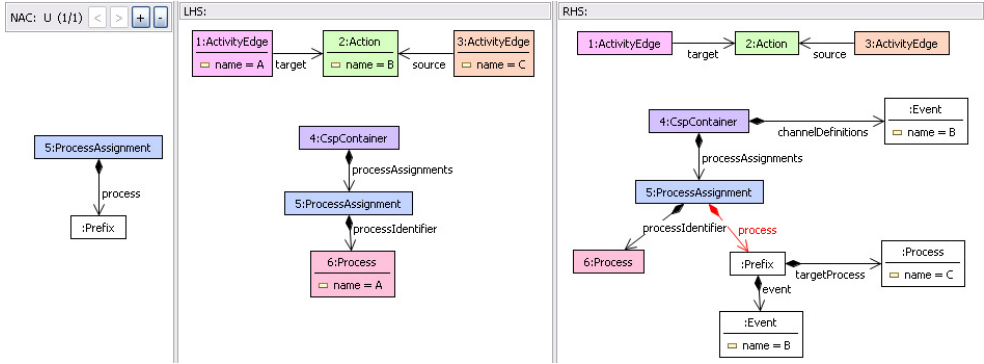 NAC: U (1/1) < > + -
5:ProcessAssignment
process
:Prefix
LHS:
1:ActivityEdge
name = A
target
2:Action
name = B
source
3:ActivityEdge
name = C
4:CspContainer
processAssignments
5:ProcessAssignment
processIdentifier
6:Process
name = A
RHS:
1:ActivityEdge
target
2:Action
source
3:ActivityEdge
4:CspContainer
channelDefinitions
:Event
name = B
processAssignments
5:ProcessAssignment
processIdentifier
process
6:Process
:Prefix
targetProcess
:Process
name = C
event
:Event
name = B